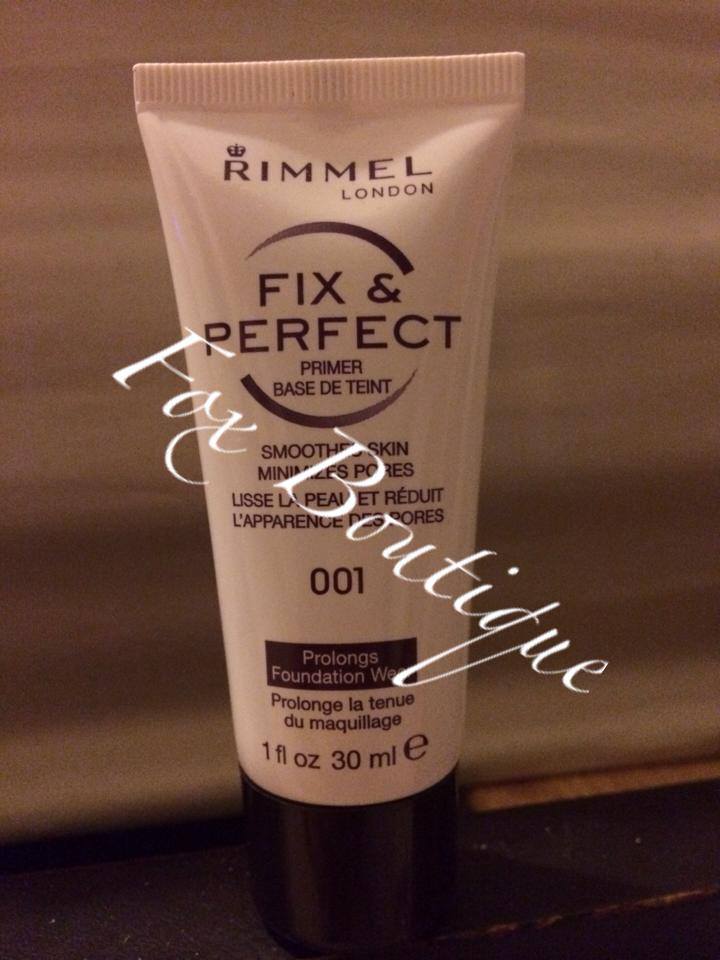 RIMMEL
LONDON
FIX &
PERFECT
PRIMER
BASE DE TEINT
SMOOTHES SKIN
MINIMIZES PORES
LISSE LA PEAU ET RÉDUIT
L'APPARENCE DES PORES
001
Prolongs
Foundation Wear
Prolonge la tenue
du maquillage
1 fl oz 30 ml e
Fox Boutique